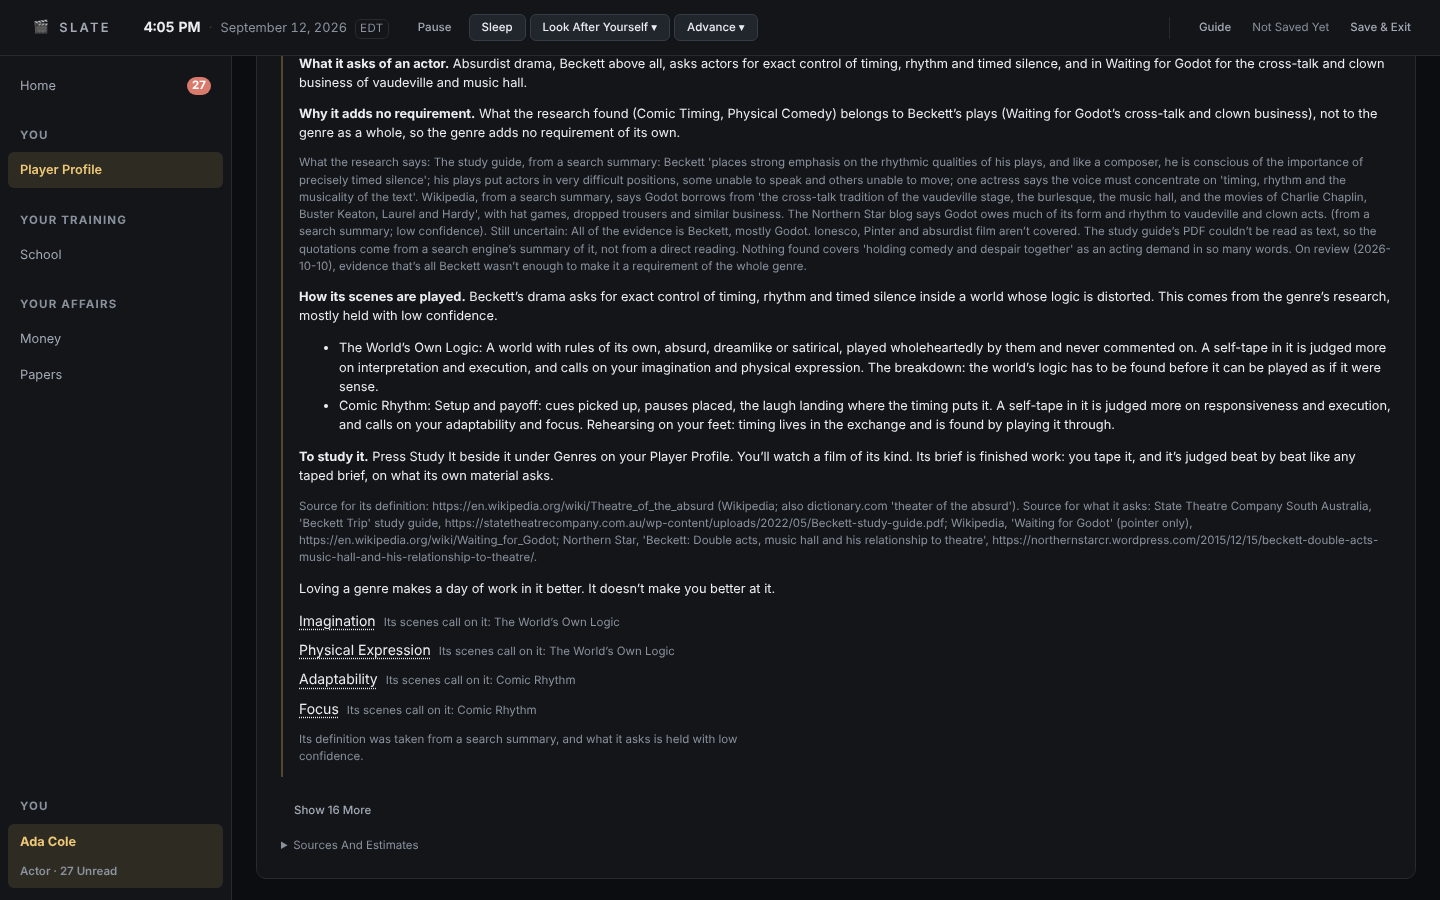 SLATE
4:05 PM · September 12, 2026 EDT
Pause
Sleep
Look After Yourself ▾
Advance ▾
Guide
Not Saved Yet
Save & Exit
Home
27
YOU
Player Profile
YOUR TRAINING
School
YOUR AFFAIRS
Money
Papers
YOU
Ada Cole
Actor · 27 Unread
What it asks of an actor. Absurdist drama, Beckett above all, asks actors for exact control of timing, rhythm and timed silence, and in Waiting for Godot for the cross-talk and clown
business of vaudeville and music hall.
Why it adds no requirement. What the research found (Comic Timing, Physical Comedy) belongs to Beckett’s plays (Waiting for Godot’s cross-talk and clown business), not to the
genre as a whole, so the genre adds no requirement of its own.
What the research says: The study guide, from a search summary: Beckett 'places strong emphasis on the rhythmic qualities of his plays, and like a composer, he is conscious of the importance of
precisely timed silence'; his plays put actors in very difficult positions, some unable to speak and others unable to move; one actress says the voice must concentrate on 'timing, rhythm and the
musicality of the text'. Wikipedia, from a search summary, says Godot borrows from 'the cross-talk tradition of the vaudeville stage, the burlesque, the music hall, and the movies of Charlie Chaplin,
Buster Keaton, Laurel and Hardy', with hat games, dropped trousers and similar business. The Northern Star blog says Godot owes much of its form and rhythm to vaudeville and clown acts. (from a
search summary; low confidence). Still uncertain: All of the evidence is Beckett, mostly Godot. Ionesco, Pinter and absurdist film aren’t covered. The study guide’s PDF couldn’t be read as text, so the
quotations come from a search engine’s summary of it, not from a direct reading. Nothing found covers 'holding comedy and despair together' as an acting demand in so many words. On review (2026-
10-10), evidence that’s all Beckett wasn’t enough to make it a requirement of the whole genre.
How its scenes are played. Beckett’s drama asks for exact control of timing, rhythm and timed silence inside a world whose logic is distorted. This comes from the genre’s research,
mostly held with low confidence.
• The World’s Own Logic: A world with rules of its own, absurd, dreamlike or satirical, played wholeheartedly by them and never commented on. A self-tape in it is judged more
on interpretation and execution, and calls on your imagination and physical expression. The breakdown: the world’s logic has to be found before it can be played as if it were
sense.
• Comic Rhythm: Setup and payoff: cues picked up, pauses placed, the laugh landing where the timing puts it. A self-tape in it is judged more on responsiveness and execution,
and calls on your adaptability and focus. Rehearsing on your feet: timing lives in the exchange and is found by playing it through.
To study it. Press Study It beside it under Genres on your Player Profile. You’ll watch a film of its kind. Its brief is finished work: you tape it, and it’s judged beat by beat like any
taped brief, on what its own material asks.
Source for its definition: https://en.wikipedia.org/wiki/Theatre_of_the_absurd (Wikipedia; also dictionary.com 'theater of the absurd'). Source for what it asks: State Theatre Company South Australia,
'Beckett Trip' study guide, https://statetheatrecompany.com.au/wp-content/uploads/2022/05/Beckett-study-guide.pdf; Wikipedia, 'Waiting for Godot' (pointer only),
https://en.wikipedia.org/wiki/Waiting_for_Godot; Northern Star, 'Beckett: Double acts, music hall and his relationship to theatre', https://northernstarcr.wordpress.com/2015/12/15/beckett-double-acts-
music-hall-and-his-relationship-to-theatre/.
Loving a genre makes a day of work in it better. It doesn’t make you better at it.
Imagination Its scenes call on it: The World’s Own Logic
Physical Expression Its scenes call on it: The World’s Own Logic
Adaptability Its scenes call on it: Comic Rhythm
Focus Its scenes call on it: Comic Rhythm
Its definition was taken from a search summary, and what it asks is held with low
confidence.
Show 16 More
▶ Sources And Estimates